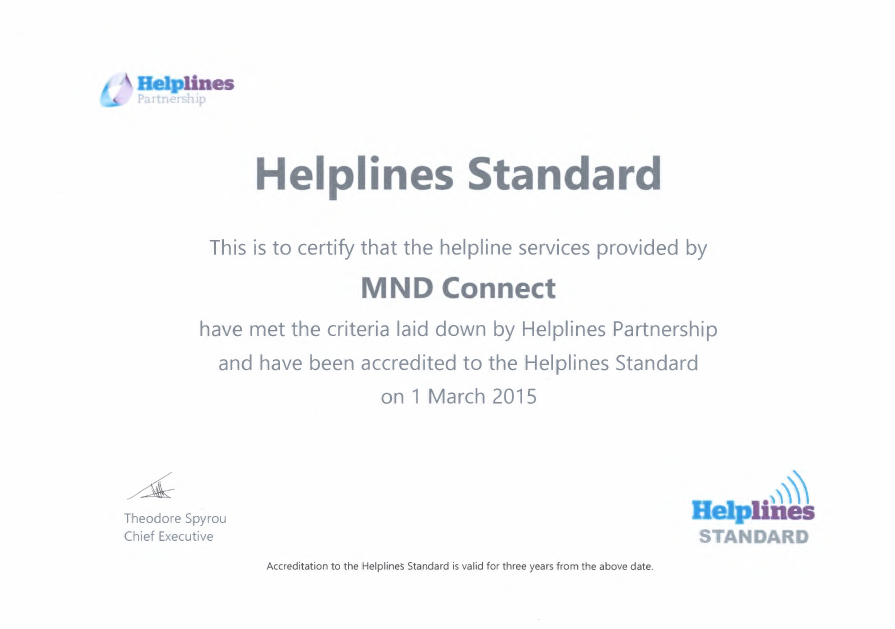 Helplines
Partnership
Helplines Standard
This is to certify that the helpline services provided by
MND Connect
have met the criteria laid down by Helplines Partnership
and have been accredited to the Helplines Standard
on 1 March 2015
Theodore Spyrou
Chief Executive
Helplines
STANDARD
Accreditation to the Helplines Standard is valid for three years from the above date.